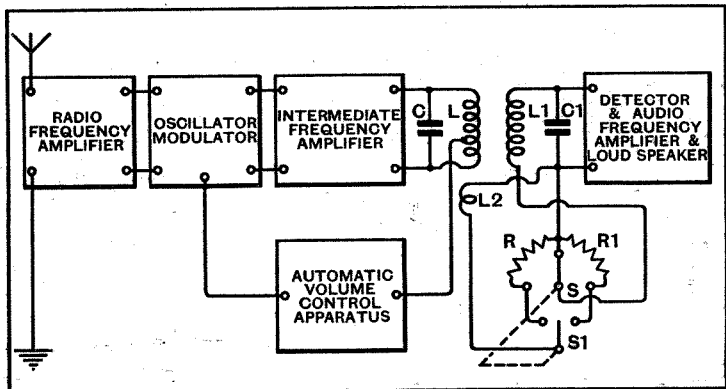 RADIO
FREQUENCY
AMPLIFIER
OSCILLATOR
MODULATOR
INTERMEDIATE
FREQUENCY
AMPLIFIER
C
L
L1
C1
DETECTOR
& AUDIO
FREQUENCY
AMPLIFIER &
LOUD SPEAKER
L2
R
R1
S
S1
AUTOMATIC
VOLUME
CONTROL
APPARATUS